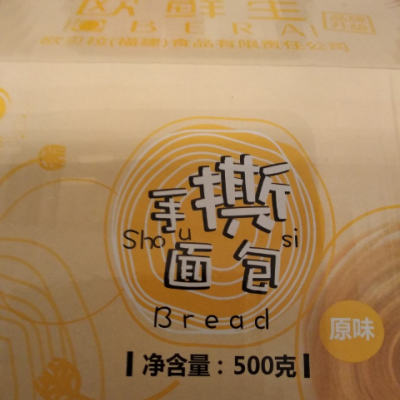 欧鲜生
OBERA
欧贝拉(福建)食品有限责任公司
手撕
Shou si
面包
Bread
原味
净含量：500克